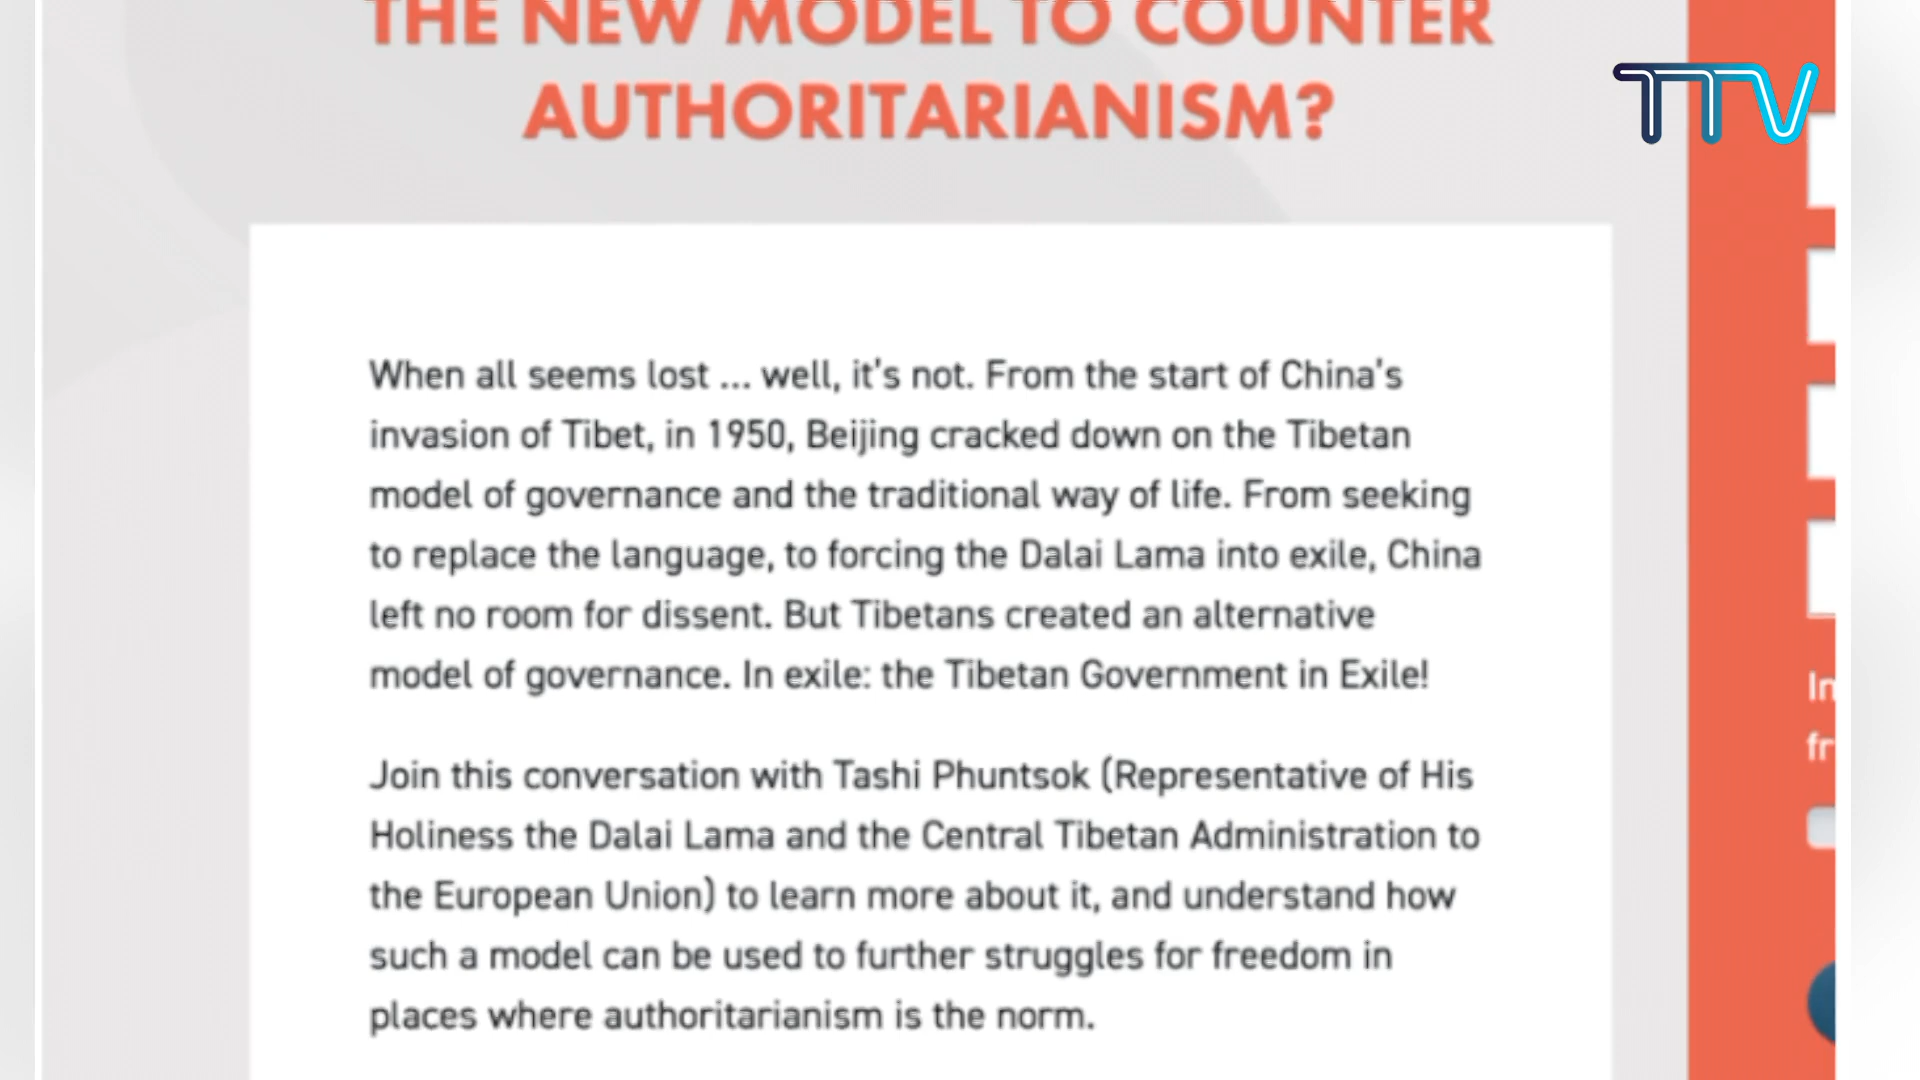 THE NEW MODEL TO COUNTER
AUTHORITARIANISM?
TTV
When all seems lost ... well, it's not. From the start of China's
invasion of Tibet, in 1950, Beijing cracked down on the Tibetan
model of governance and the traditional way of life. From seeking
to replace the language, to forcing the Dalai Lama into exile, China
left no room for dissent. But Tibetans created an alternative
model of governance. In exile: the Tibetan Government in Exile!
Join this conversation with Tashi Phuntsok (Representative of His
Holiness the Dalai Lama and the Central Tibetan Administration to
the European Union) to learn more about it, and understand how
such a model can be used to further struggles for freedom in
places where authoritarianism is the norm.